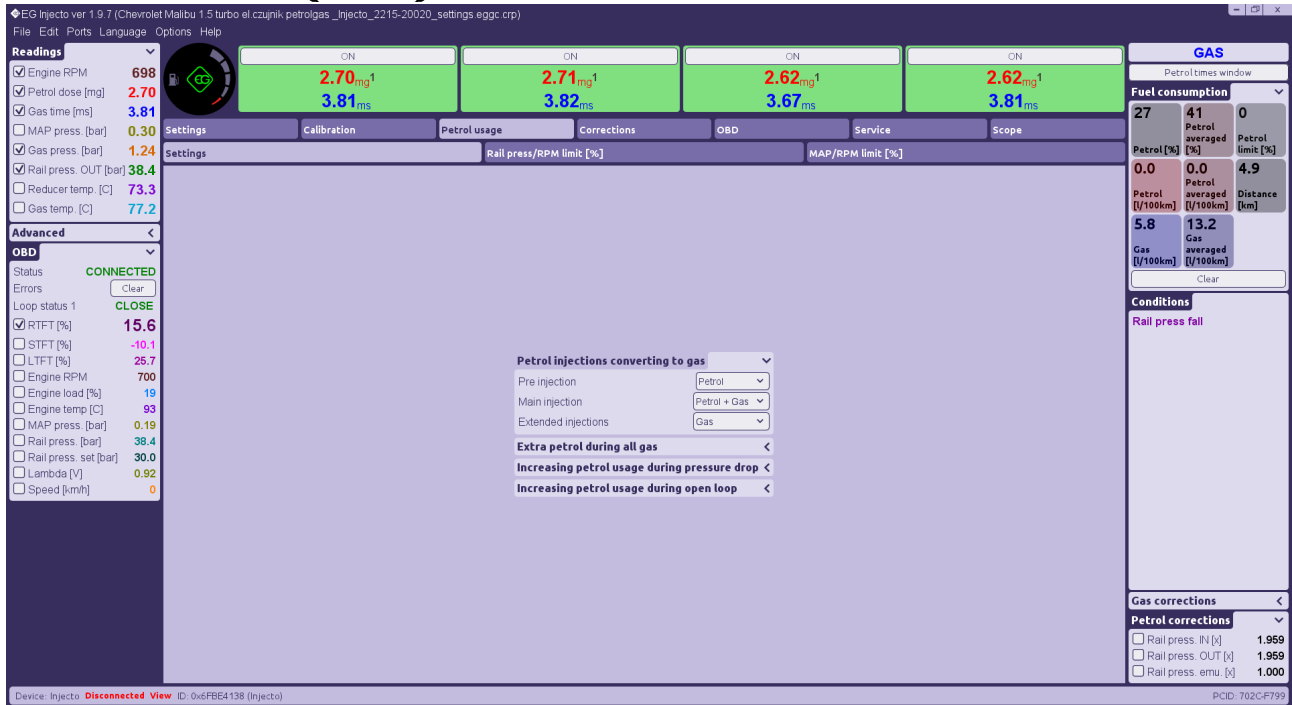 EG Injecto ver 1.9.7 (Chevrolet Malibu 1.5 turbo el.czujnik petrolgas _Injecto_2215-20020_settings.eggc.crp)
File Edit Ports Language Options Help
Readings
Engine RPM 698
Petrol dose [mg] 2.70
Gas time [ms] 3.81
MAP press. [bar] 0.30
Gas press. [bar] 1.24
Rail press. OUT [bar] 38.4
Reducer temp. [C] 73.3
Gas temp. [C] 77.2
Advanced
OBD
Status CONNECTED
Errors Clear
Loop status 1 CLOSE
RTFT [%] 15.6
STFT [%] -10.1
LTFT [%] 25.7
Engine RPM 700
Engine load [%] 19
Engine temp [C] 93
MAP press. [bar] 0.19
Rail press. [bar] 38.4
Rail press. set [bar] 30.0
Lambda [V] 0.92
Speed [km/h] 0
EG
ON ON ON ON
2.70mg1 2.71mg1 2.62mg1 2.62mg1
3.81ms 3.82ms 3.67ms 3.81ms
Settings Calibration Petrol usage Corrections OBD Service Scope
Settings Rail press/RPM limit [%] MAP/RPM limit [%]
Petrol injections converting to gas
Pre injection Petrol
Main injection Petrol + Gas
Extended injections Gas
Extra petrol during all gas
Increasing petrol usage during pressure drop
Increasing petrol usage during open loop
GAS
Petrol times window
Fuel consumption
27 41 0
Petrol [%] Petrol averaged [%] Petrol limit [%]
0.0 0.0 4.9
Petrol [l/100km] Petrol averaged [l/100km] Distance [km]
5.8 13.2
Gas [l/100km] Gas averaged [l/100km]
Clear
Conditions
Rail press fall
Gas corrections
Petrol corrections
Rail press. IN [x] 1.959
Rail press. OUT [x] 1.959
Rail press. emu. [x] 1.000
Device: Injecto Disconnected View ID: 0x6FBE4138 (Injecto) PCID: 702C-F799